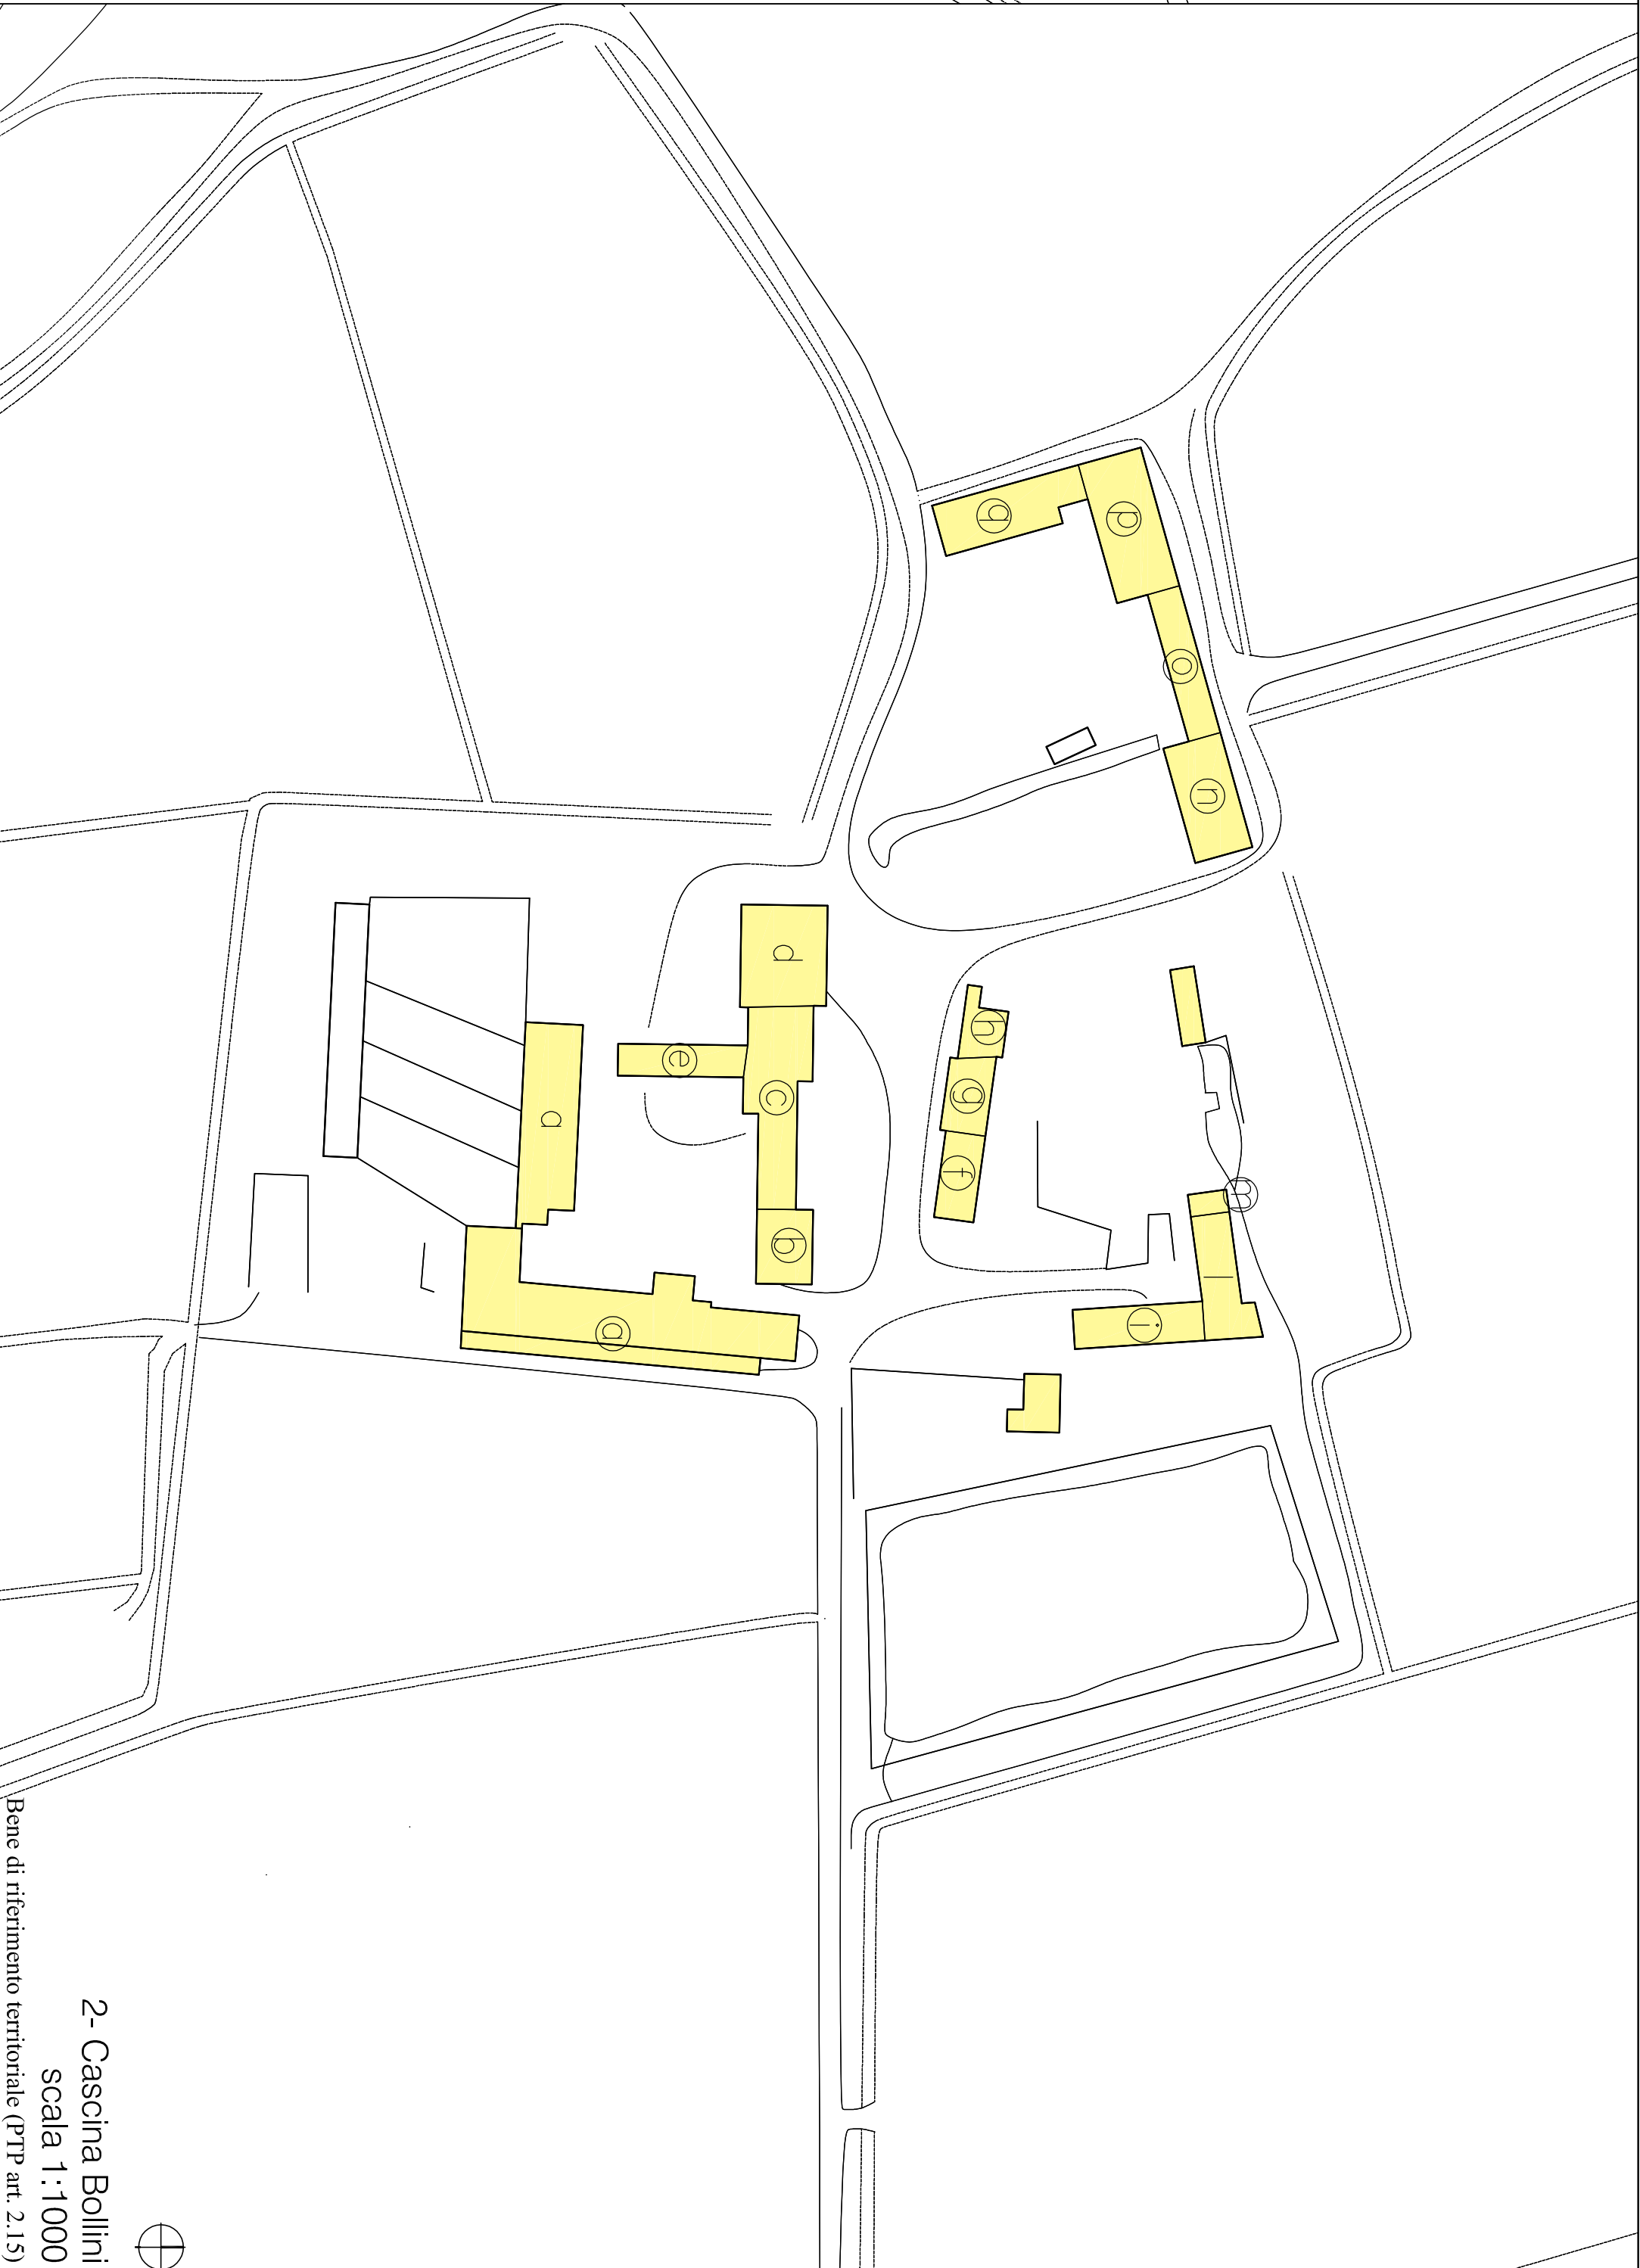 q
p
o
n
d
h
e
c
g
a
f
m
b
l
i
a
2- Cascina Bollini
scala 1:1000
Bene di riferimento territoriale (PTP art. 2.15)